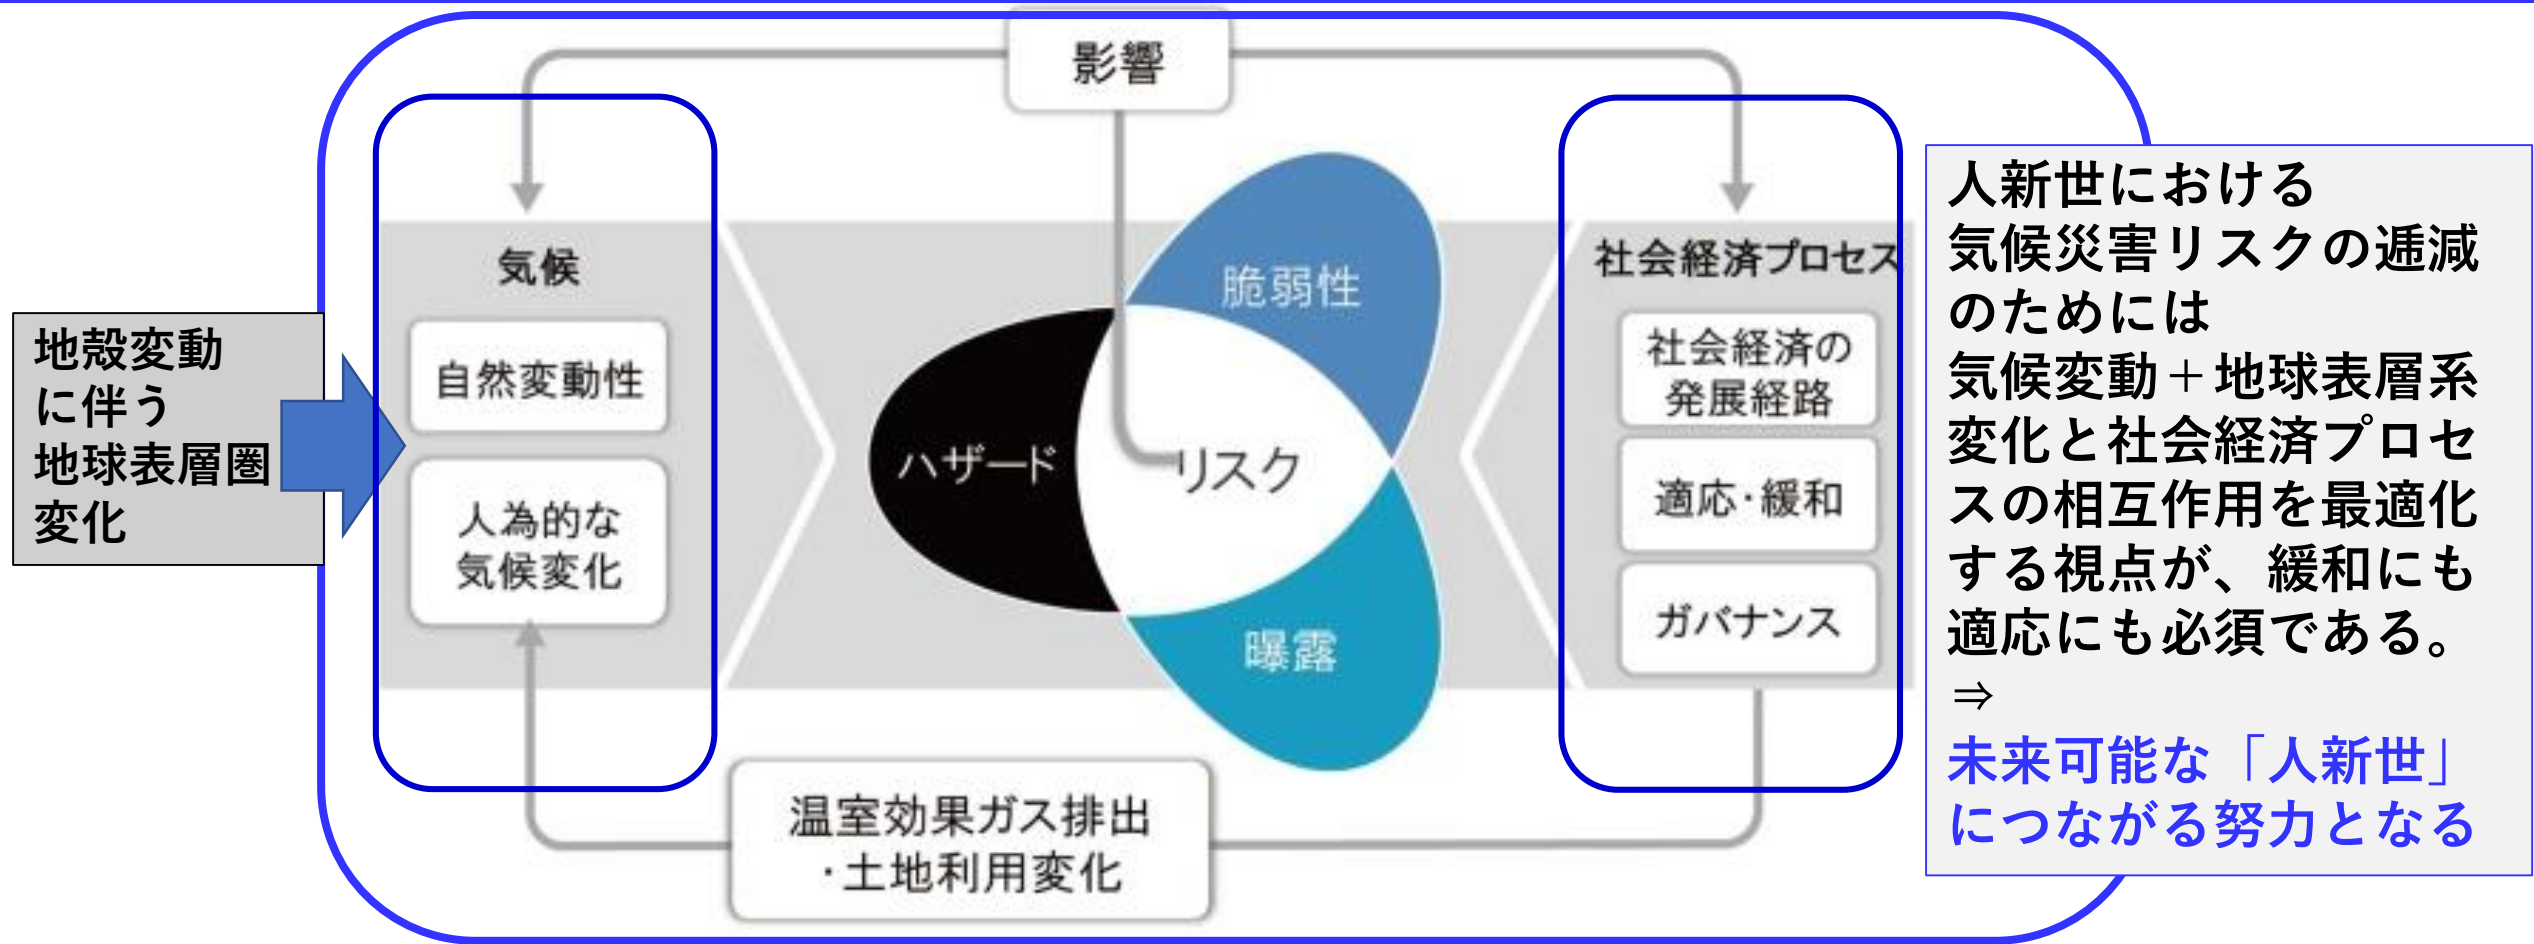 影響
気候
自然変動性
人為的な
気候変化
地殻変動
に伴う
地球表層圏
変化
脆弱性
ハザード
リスク
曝露
社会経済プロセス
社会経済の
発展経路
適応・緩和
ガバナンス
温室効果ガス排出
・土地利用変化
人新世における
気候災害リスクの逓減
のためには
気候変動＋地球表層系
変化と社会経済プロセ
スの相互作用を最適化
する視点が、緩和にも
適応にも必須である。
⇒
未来可能な「人新世」
につながる努力となる